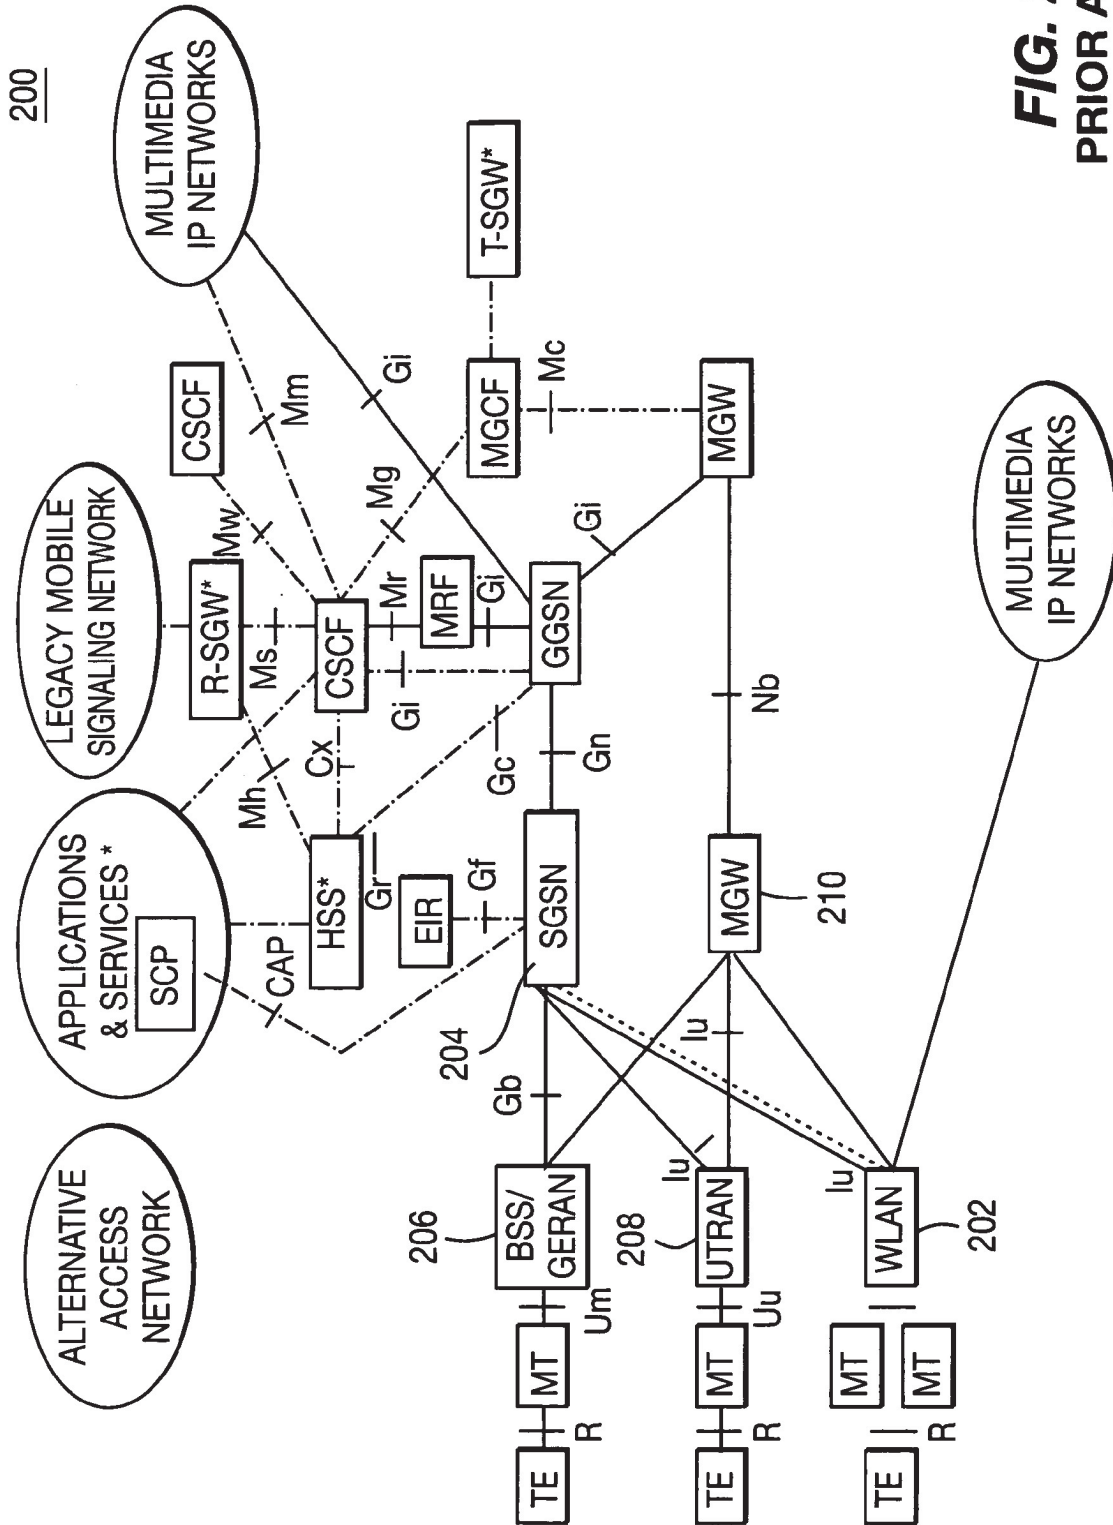 200
ALTERNATIVE
ACCESS
NETWORK
APPLICATIONS
& SERVICES *
SCP
LEGACY MOBILE
SIGNALING NETWORK
MULTIMEDIA
IP NETWORKS
CAP
Mh
R-SGW*
Ms
Mw
CSCF
Mm
HSS*
Cx
CSCF
Gr
Gi
Mr
Mg
Gi
EIR
Gf
Gc
MRF
Gi
MGCF
T-SGW*
Mc
204
206
BSS/
GERAN
Gb
SGSN
Gn
GGSN
Gi
TE
R
MT
Um
208
TE
R
MT
Uu
UTRAN
Iu
Iu
MGW
210
Nb
MGW
TE
R
MT
MT
WLAN
Iu
202
MULTIMEDIA
IP NETWORKS
FIG.
PRIOR